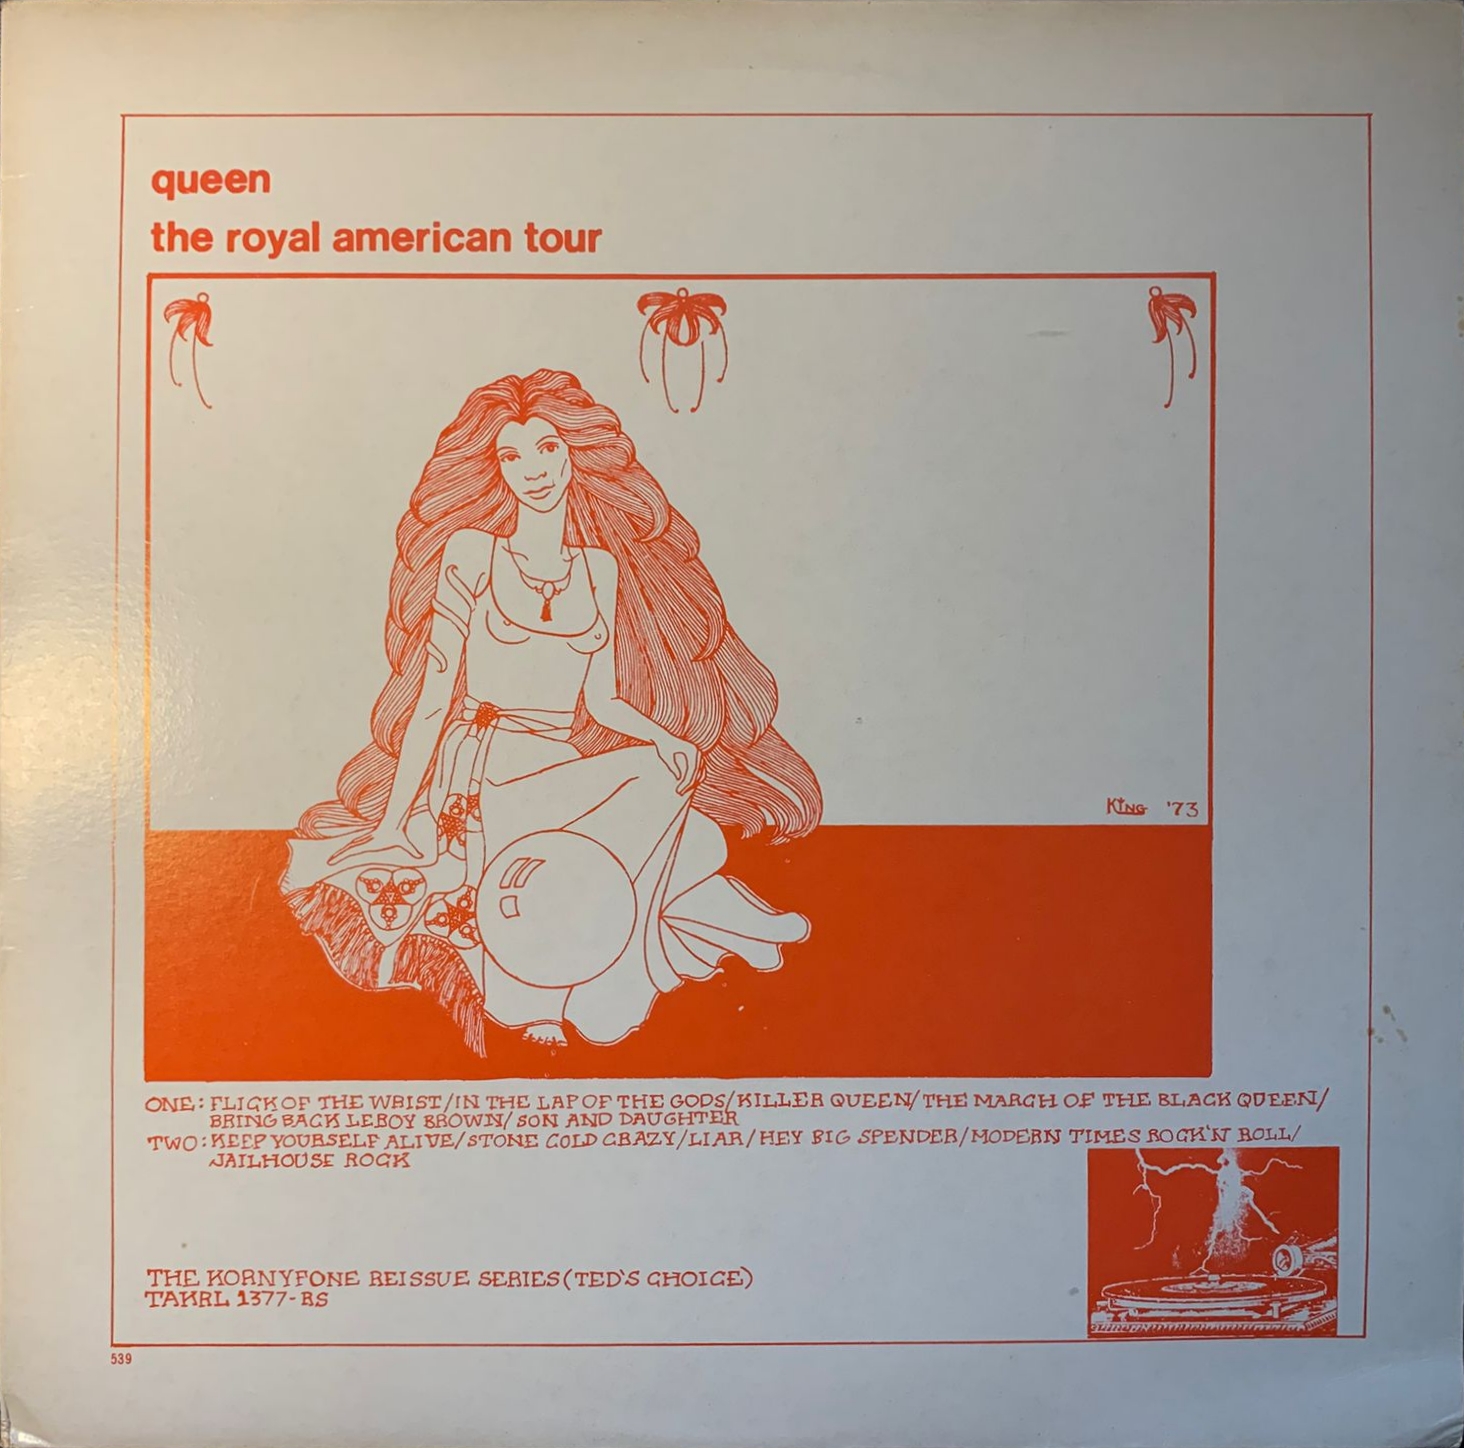 queen
the royal american tour
KING '73
ONE: FLICK OF THE WRIST/IN THE LAP OF THE GODS/KILLER QUEEN/THE MARCH OF THE BLACK QUEEN/
BRING BACK LEROY BROWN/SON AND DAUGHTER
TWO: KEEP YOURSELF ALIVE/STONE COLD CRAZY/LIAR/HEY BIG SPENDER/MODERN TIMES ROCK'N ROLL/
JAILHOUSE ROCK
THE KORNYFONE REISSUE SERIES (TED'S CHOICE)
TAKRL 1377-RS
539